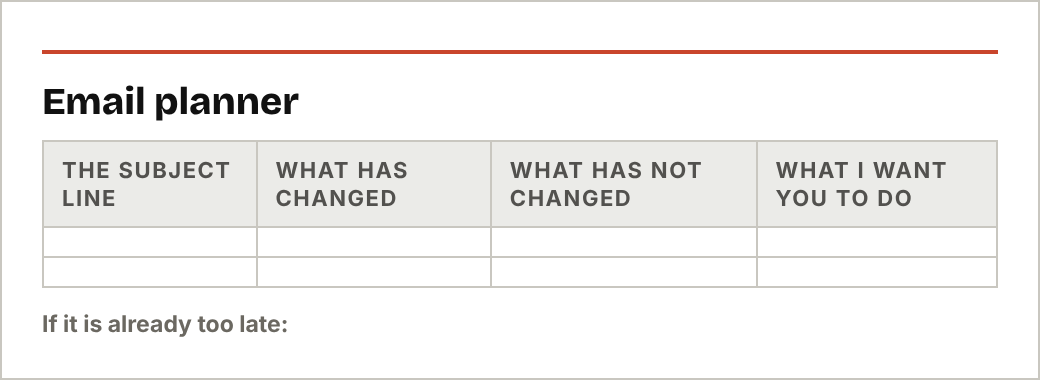 Email planner
THE SUBJECT LINE
WHAT HAS CHANGED
WHAT HAS NOT CHANGED
WHAT I WANT YOU TO DO
If it is already too late: